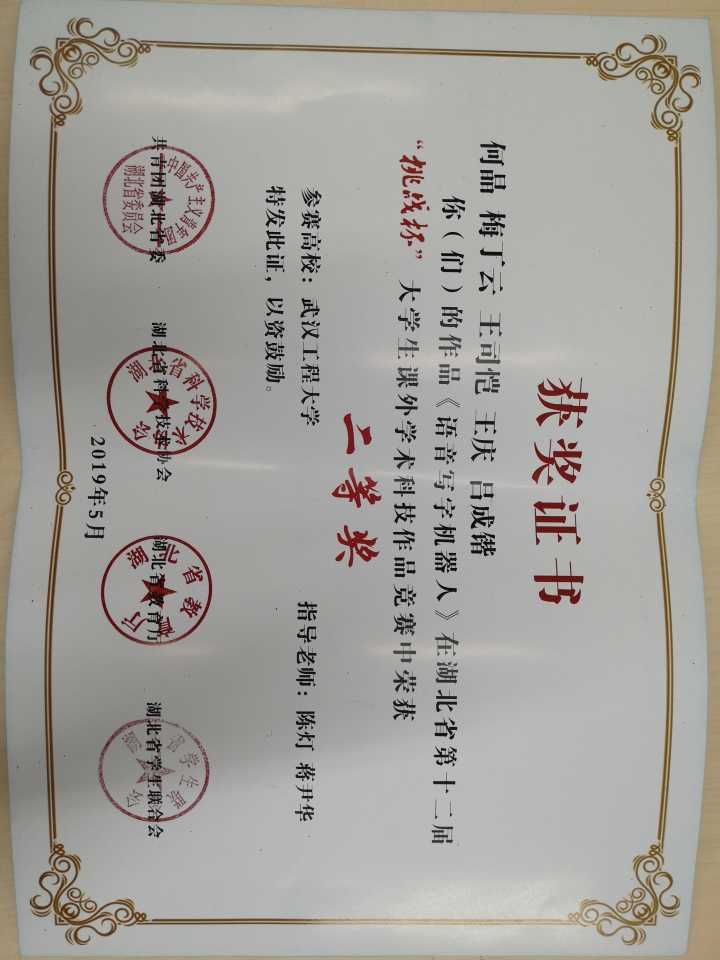 获奖证书
何品 梅丁云 王司恺 王庆 吕成锴
你（们）的作品《语音写字机器人》在湖北省第十二届
“挑战杯”大学生课外学术科技作品竞赛中荣获
二等奖
参赛高校：武汉工程大学 指导老师：陈灯 蒋尹华
特发此证，以资鼓励。
共青团湖北省委 湖北省科学技术协会 湖北省教育厅 湖北省学生联合会
2019年5月